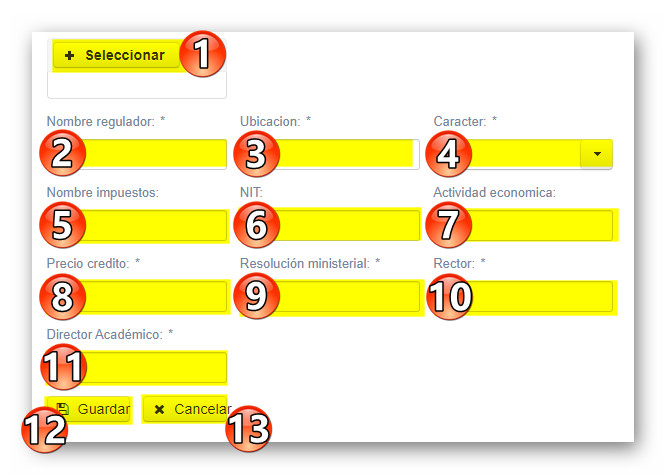 + Seleccionar 1
Nombre regulador: * Ubicacion: * Caracter: *
2 3 4
Nombre impuestos: NIT: Actividad economica:
5 6 7
Precio credito: * Resolución ministerial: * Rector: *
8 9 10
Director Académico: *
11
Guardar Cancelar
12 13